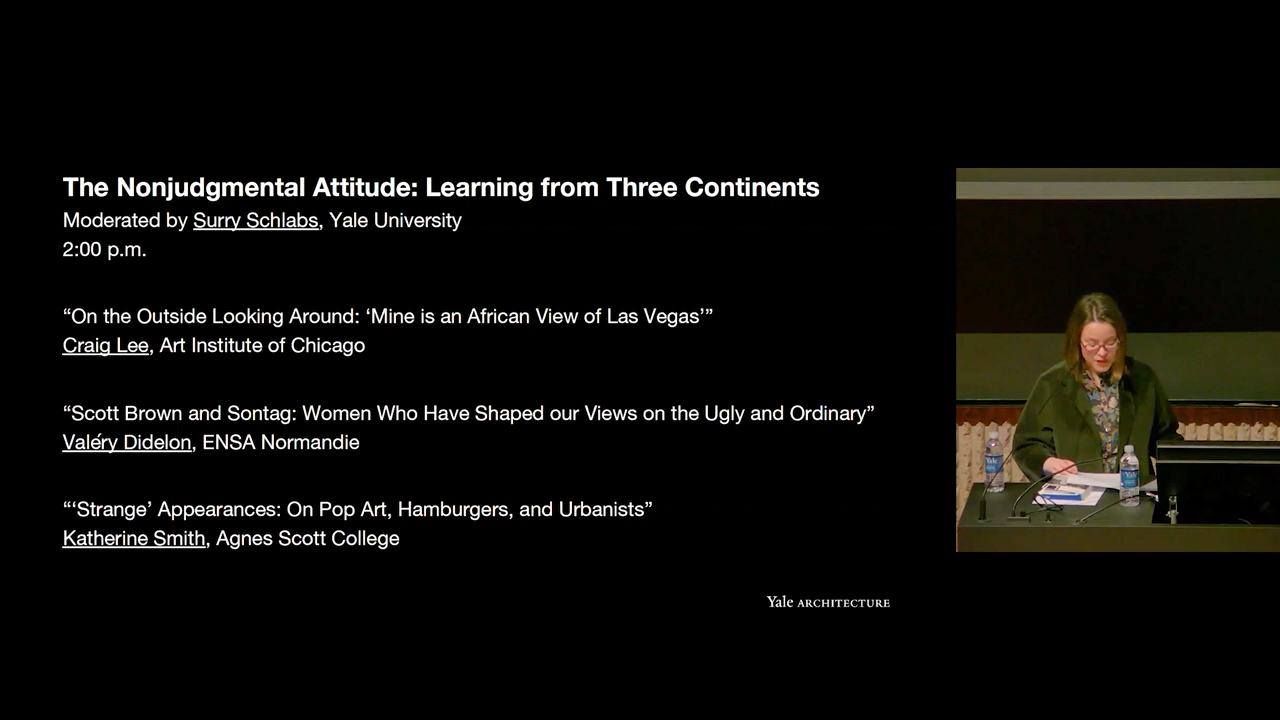 The Nonjudgmental Attitude: Learning from Three Continents
Moderated by Surry Schlabs, Yale University
2:00 p.m.
“On the Outside Looking Around: ‘Mine is an African View of Las Vegas’”
Craig Lee, Art Institute of Chicago
“Scott Brown and Sontag: Women Who Have Shaped our Views on the Ugly and Ordinary”
Valéry Didelon, ENSA Normandie
“‘Strange’ Appearances: On Pop Art, Hamburgers, and Urbanists”
Katherine Smith, Agnes Scott College
Yale ARCHITECTURE
Yale
Yale